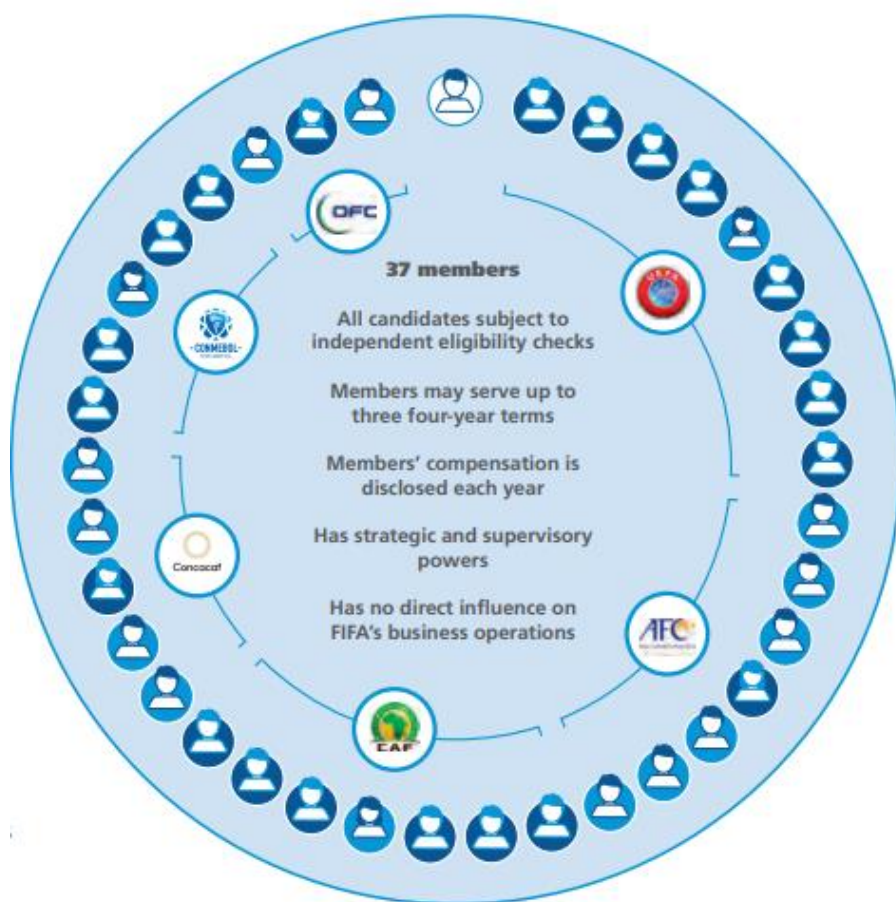 OFC
37 members
UEFA
All candidates subject to
independent eligibility checks
CONMEBOL
Members may serve up to
three four-year terms
Members' compensation is
disclosed each year
Has strategic and supervisory
powers
Concacaf
Has no direct influence on
FIFA's business operations
AFC
CAF